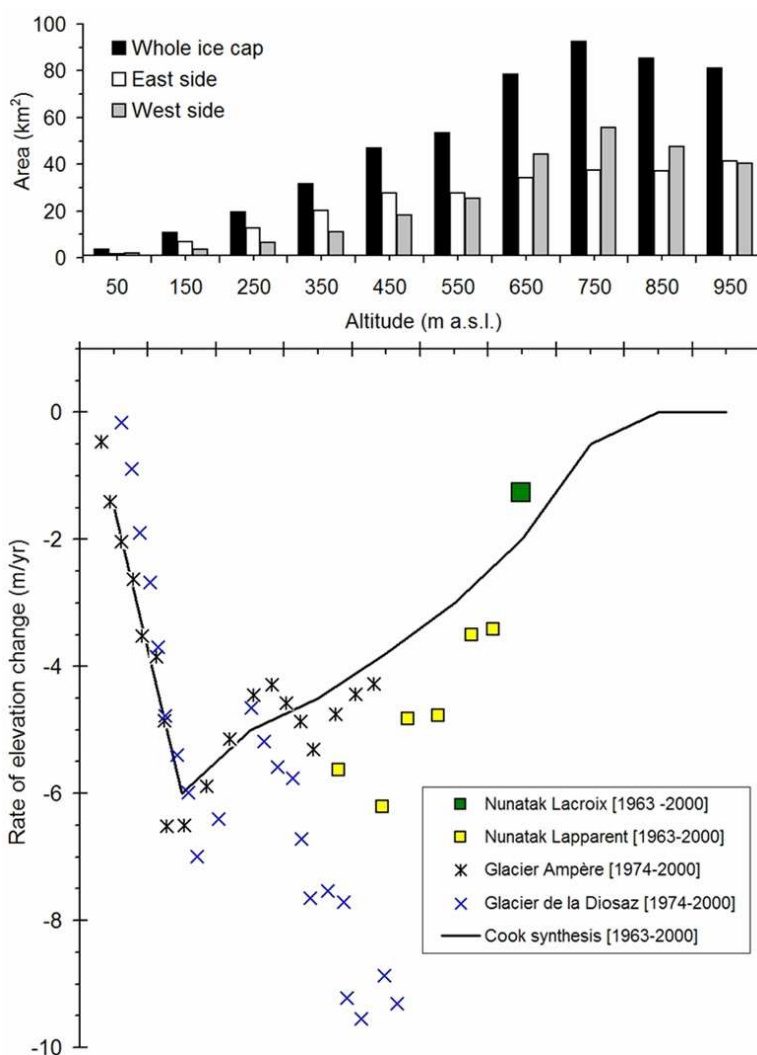 100
80
60
40
20
0
Area (km²)
Whole ice cap
East side
West side
50 150 250 350 450 550 650 750 850 950
Altitude (m a.s.l.)
0
-2
-4
-6
-8
-10
Rate of elevation change (m/yr)
Nunatak Lacroix [1963 -2000]
Nunatak Lapparent [1963-2000]
Glacier Ampère [1974-2000]
Glacier de la Diosaz [1974-2000]
Cook synthesis [1963-2000]